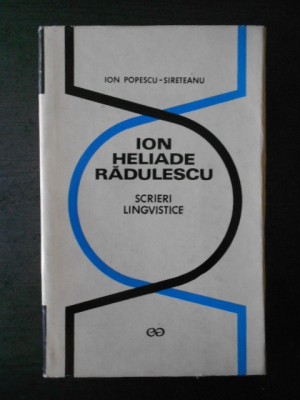 ION POPESCU-SIRETEANU
ION
HELIADE
RĂDULESCU
SCRIERI
LINGVISTICE